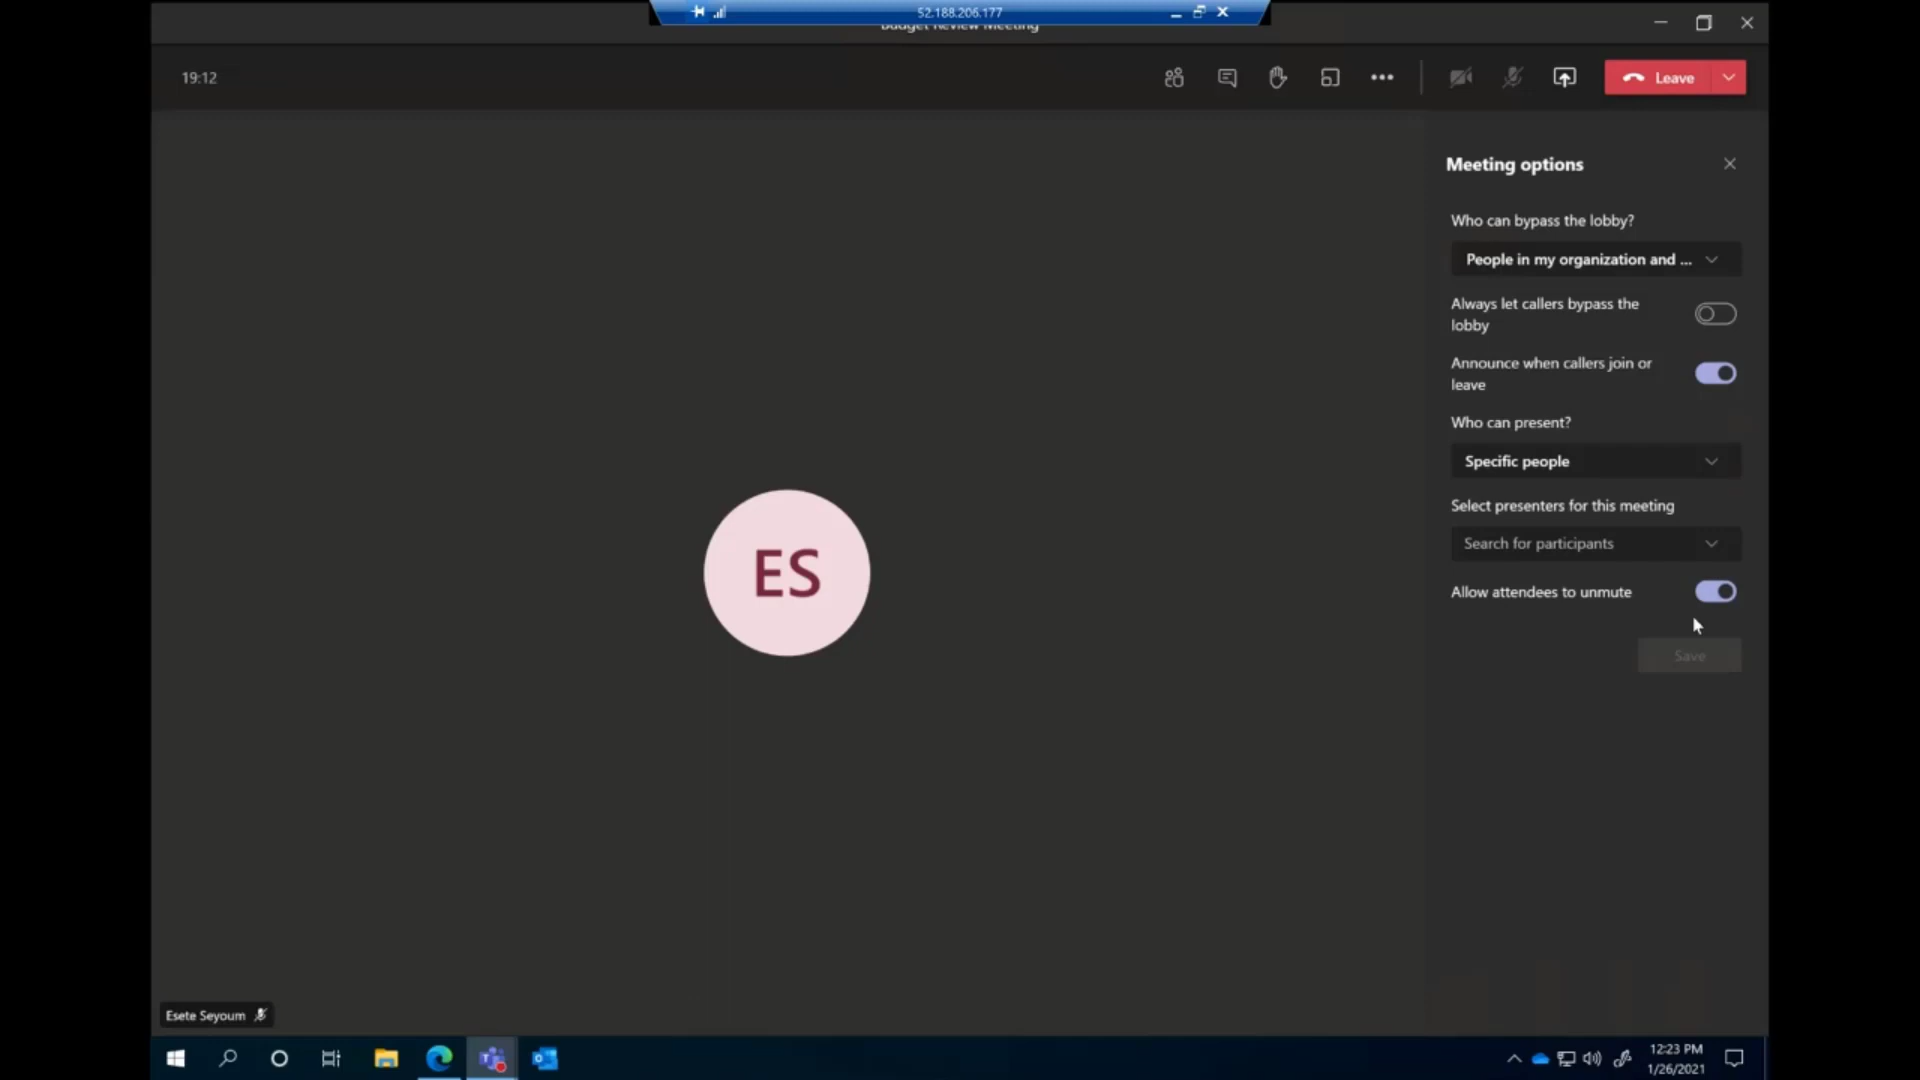 52.188.206.177
Budget Review Meeting
19:12
Leave
Meeting options
Who can bypass the lobby?
People in my organization and ...
Always let callers bypass the
lobby
Announce when callers join or
leave
Who can present?
Specific people
Select presenters for this meeting
Search for participants
Allow attendees to unmute
Save
ES
Esete Seyoum
12:23 PM
1/26/2021